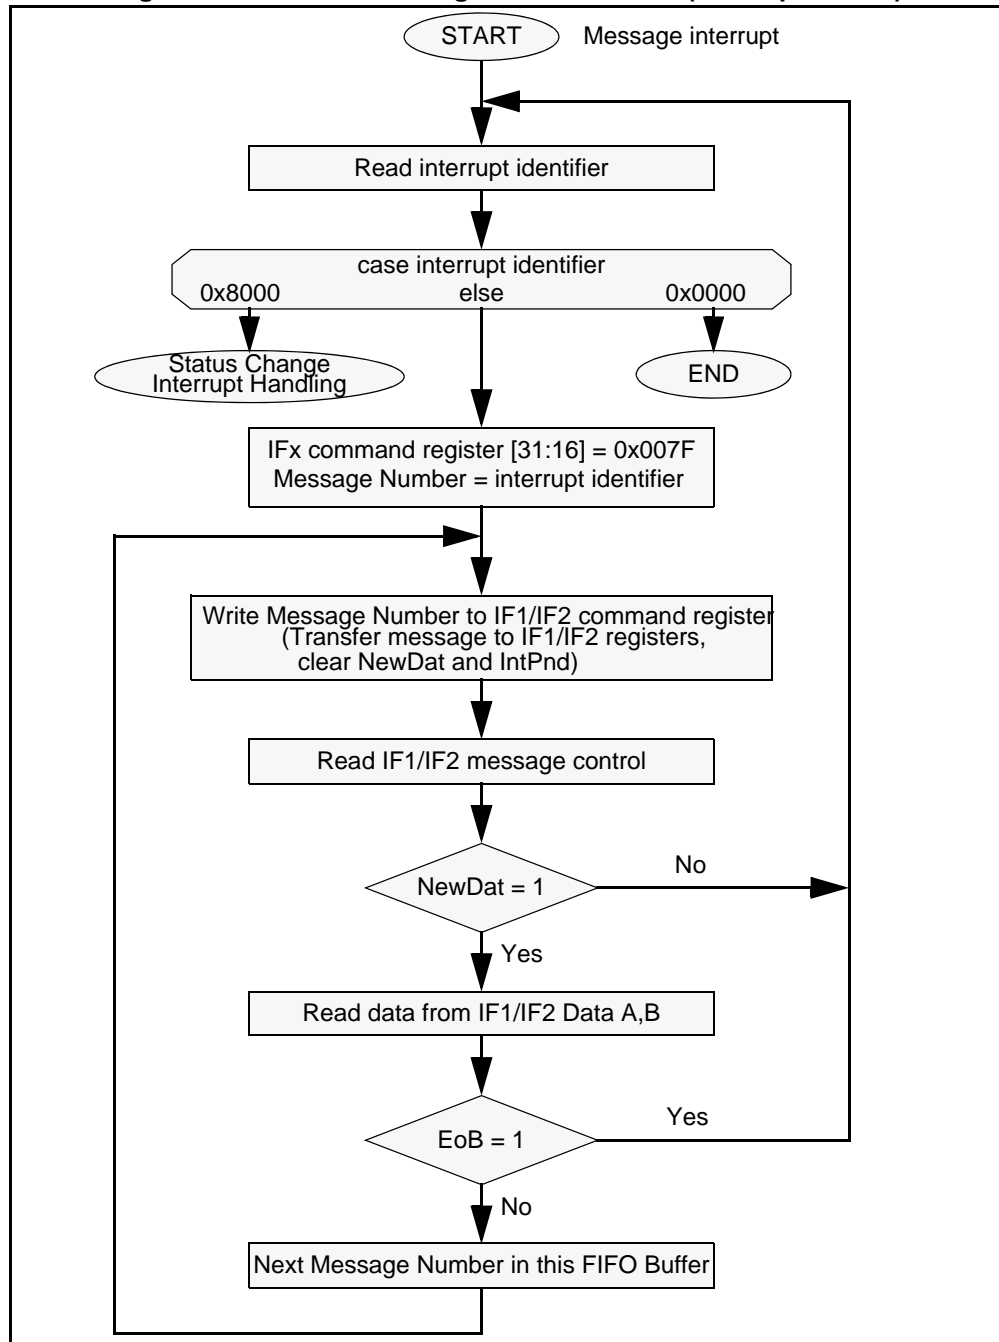 START
Message interrupt
Read interrupt identifier
case interrupt identifier
0x8000
else
0x0000
Status Change
Interrupt Handling
END
IFx command register [31:16] = 0x007F
Message Number = interrupt identifier
Write Message Number to IF1/IF2 command register
(Transfer message to IF1/IF2 registers,
clear NewDat and IntPnd)
Read IF1/IF2 message control
NewDat = 1
No
Yes
Read data from IF1/IF2 Data A,B
EoB = 1
Yes
No
Next Message Number in this FIFO Buffer